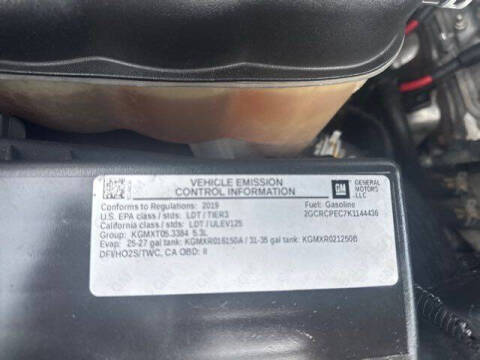 VEHICLE EMISSION
CONTROL INFORMATION
GM GENERAL MOTORS LLC
Conforms to Regulations: 2019
Fuel: Gasoline
U.S. EPA class / stds: LDT / TIER3
2GCRCPEC7K1144436
California class / stds: LDT / ULEV125
Group: KGMXT05.3384 5.3L
Evap: 25-27 gal tank: KGMXR016150A / 31-35 gal tank: KGMXR0212508
DFI/HO2S/TWC, CA OBD: II